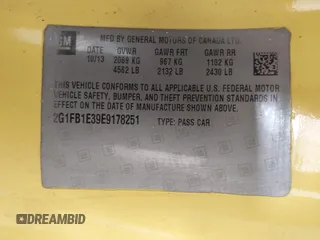 GM
MFD BY GENERAL MOTORS OF CANADA LTD.
DATE GVWR GAWR FRT GAWR RR
10/13 2069 KG 967 KG 1102 KG
4562 LB 2132 LB 2430 LB
THIS VEHICLE CONFORMS TO ALL APPLICABLE U.S. FEDERAL MOTOR
VEHICLE SAFETY, BUMPER, AND THEFT PREVENTION STANDARDS
IN EFFECT ON THE DATE OF MANUFACTURE SHOWN ABOVE
2G1FB1E39E9178251 TYPE: PASS CAR
DREAMBID
DREAMBID